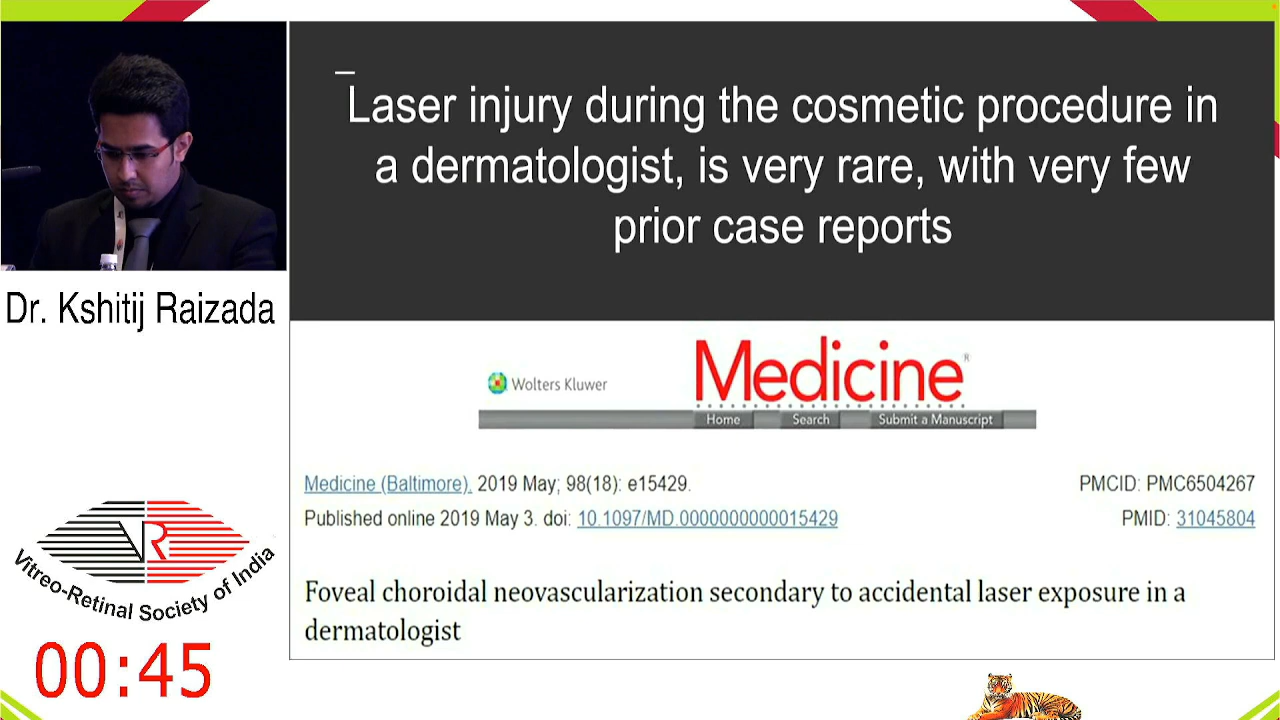 Laser injury during the cosmetic procedure in
a dermatologist, is very rare, with very few
prior case reports
Dr. Kshitij Raizada
Wolters Kluwer
Medicine®
Home Search Submit a Manuscript
Medicine (Baltimore). 2019 May; 98(18): e15429. PMCID: PMC6504267
Published online 2019 May 3. doi: 10.1097/MD.0000000000015429 PMID: 31045804
Foveal choroidal neovascularization secondary to accidental laser exposure in a
dermatologist
VR
Vitreo-Retinal Society of India
00:45